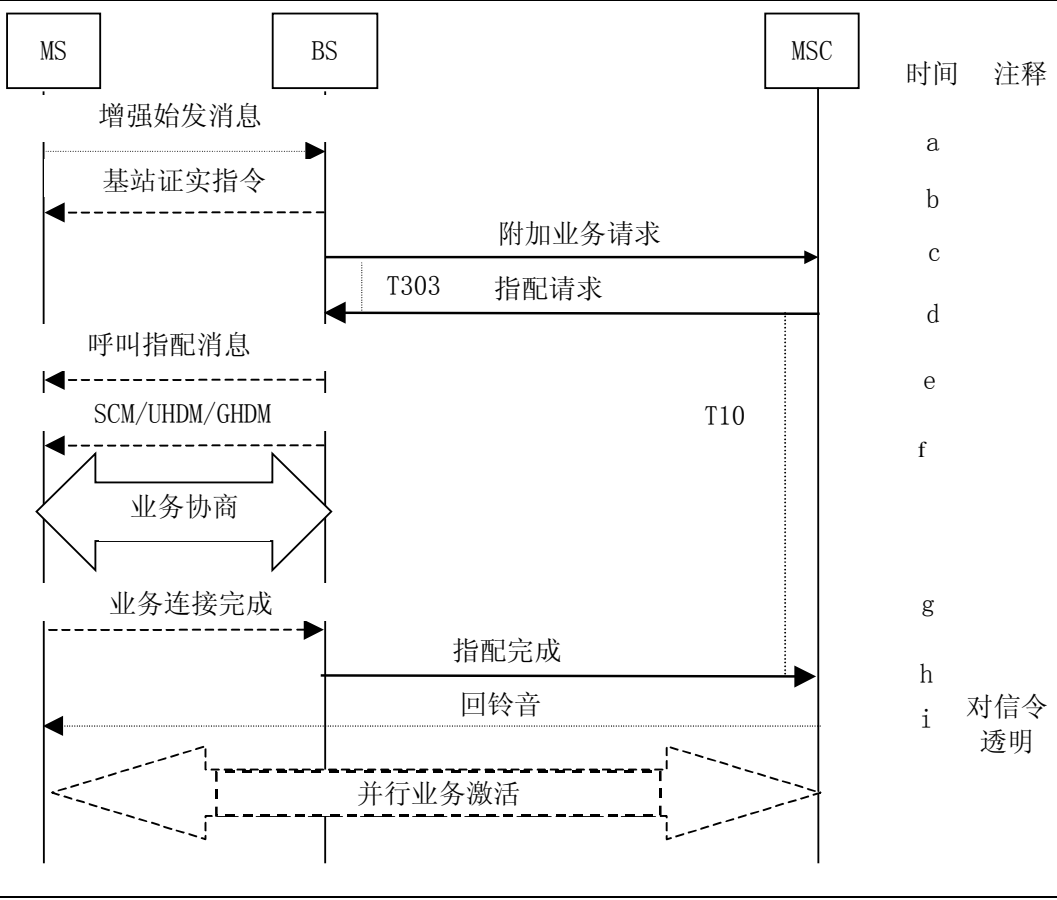 MS
BS
MSC
时间 注释
增强始发消息
a
基站证实指令
b
附加业务请求
c
T303
指配请求
d
呼叫指配消息
e
SCM/UHDM/GHDM
T10
f
业务协商
业务连接完成
g
指配完成
h
回铃音
i
对信令
透明
并行业务激活